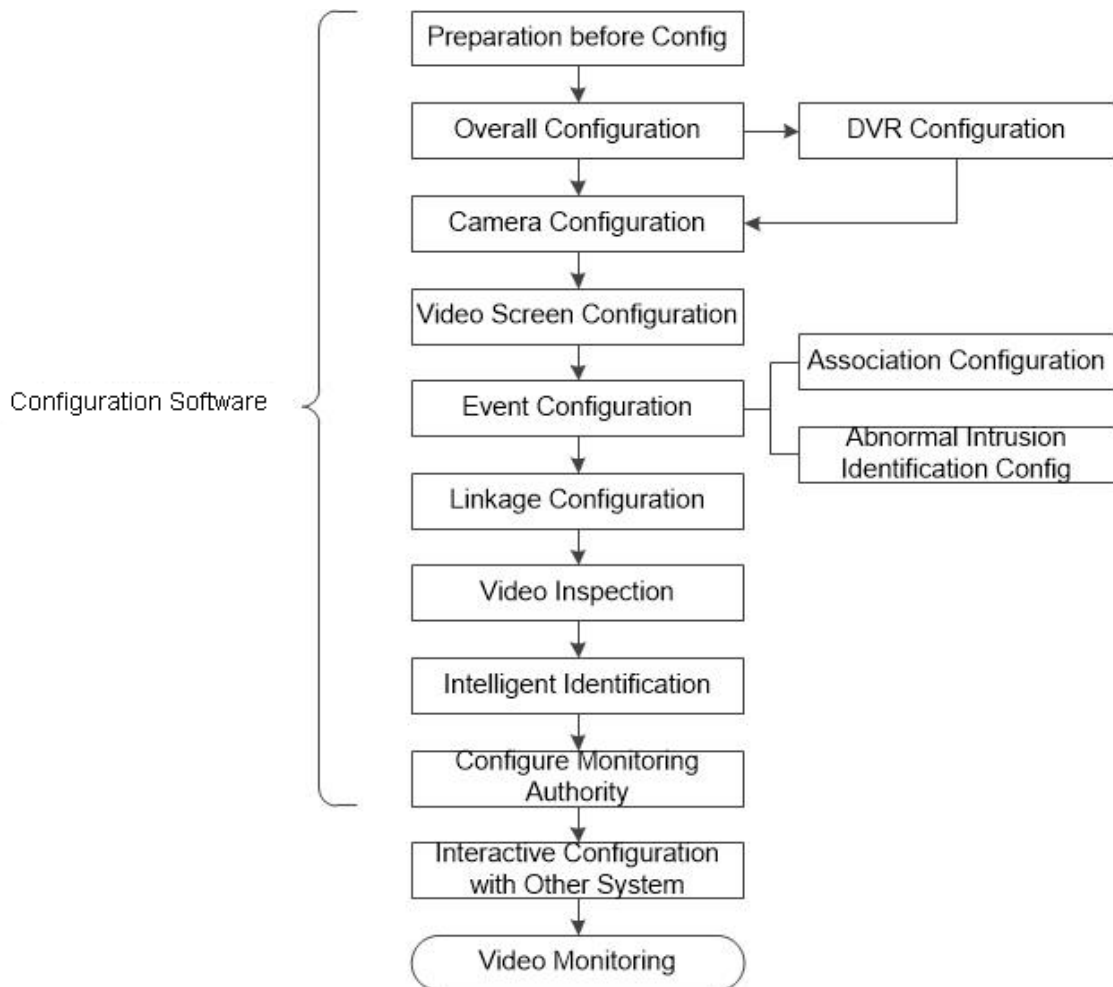 Preparation before Config
Overall Configuration
DVR Configuration
Camera Configuration
Video Screen Configuration
Association Configuration
Configuration Software
Event Configuration
Abnormal Intrusion
Identification Config
Linkage Configuration
Video Inspection
Intelligent Identification
Configure Monitoring
Authority
Interactive Configuration
with Other System
Video Monitoring